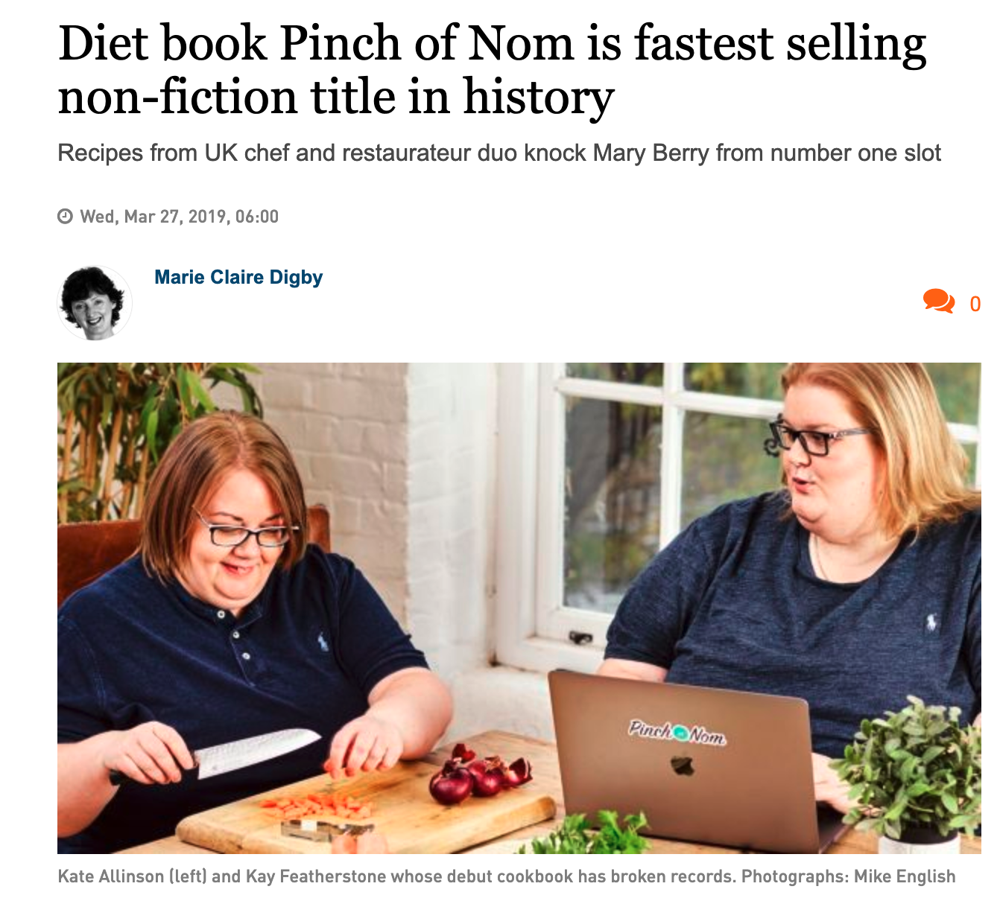 Diet book Pinch of Nom is fastest selling
non-fiction title in history
Recipes from UK chef and restaurateur duo knock Mary Berry from number one slot
Wed, Mar 27, 2019, 06:00
Marie Claire Digby
0
Pinch of Nom
Kate Allinson (left) and Kay Featherstone whose debut cookbook has broken records. Photographs: Mike English